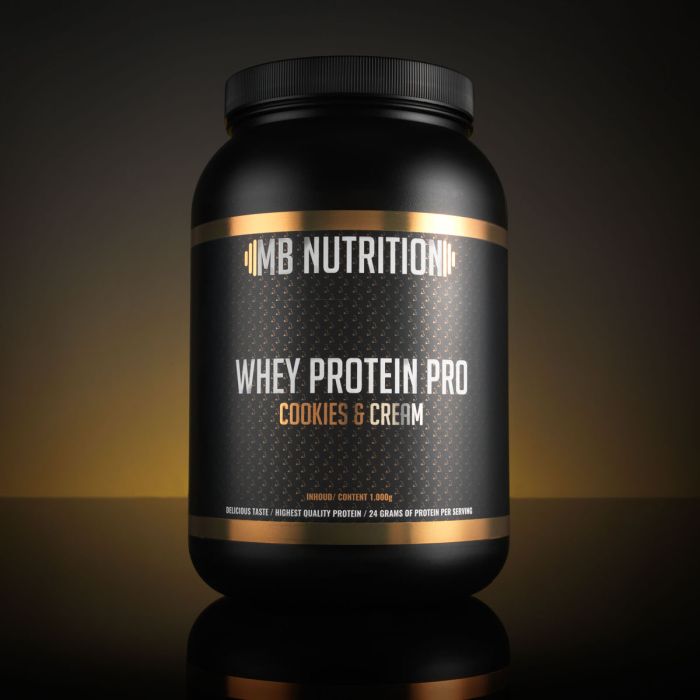 MB NUTRITION
WHEY PROTEIN PRO
COOKIES & CREAM
INHOUD/ CONTENT 1.000g
DELICIOUS TASTE / HIGHEST QUALITY PROTEIN / 24 GRAMS OF PROTEIN PER SERVING